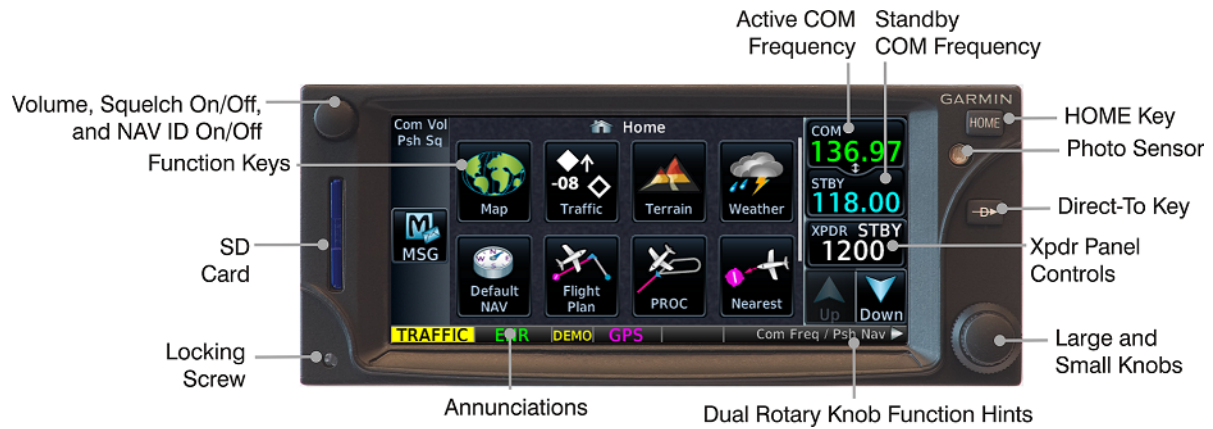 Active COM
Frequency
Standby
COM Frequency
Volume, Squelch On/Off,
and NAV ID On/Off
Function Keys
SD
Card
Locking
Screw
Com Vol
Psh Sq
Home
Map
-08
Traffic
Terrain
Weather
MSG
Default
NAV
Flight
Plan
PROC
Nearest
COM
136.97
STBY
118.00
XPDR STBY
1200
Up
Down
TRAFFIC
ENR
DEMO
GPS
Com Freq / Psh Nav
GARMIN
HOME
D
HOME Key
Photo Sensor
Direct-To Key
Xpdr Panel
Controls
Large and
Small Knobs
Annunciations
Dual Rotary Knob Function Hints